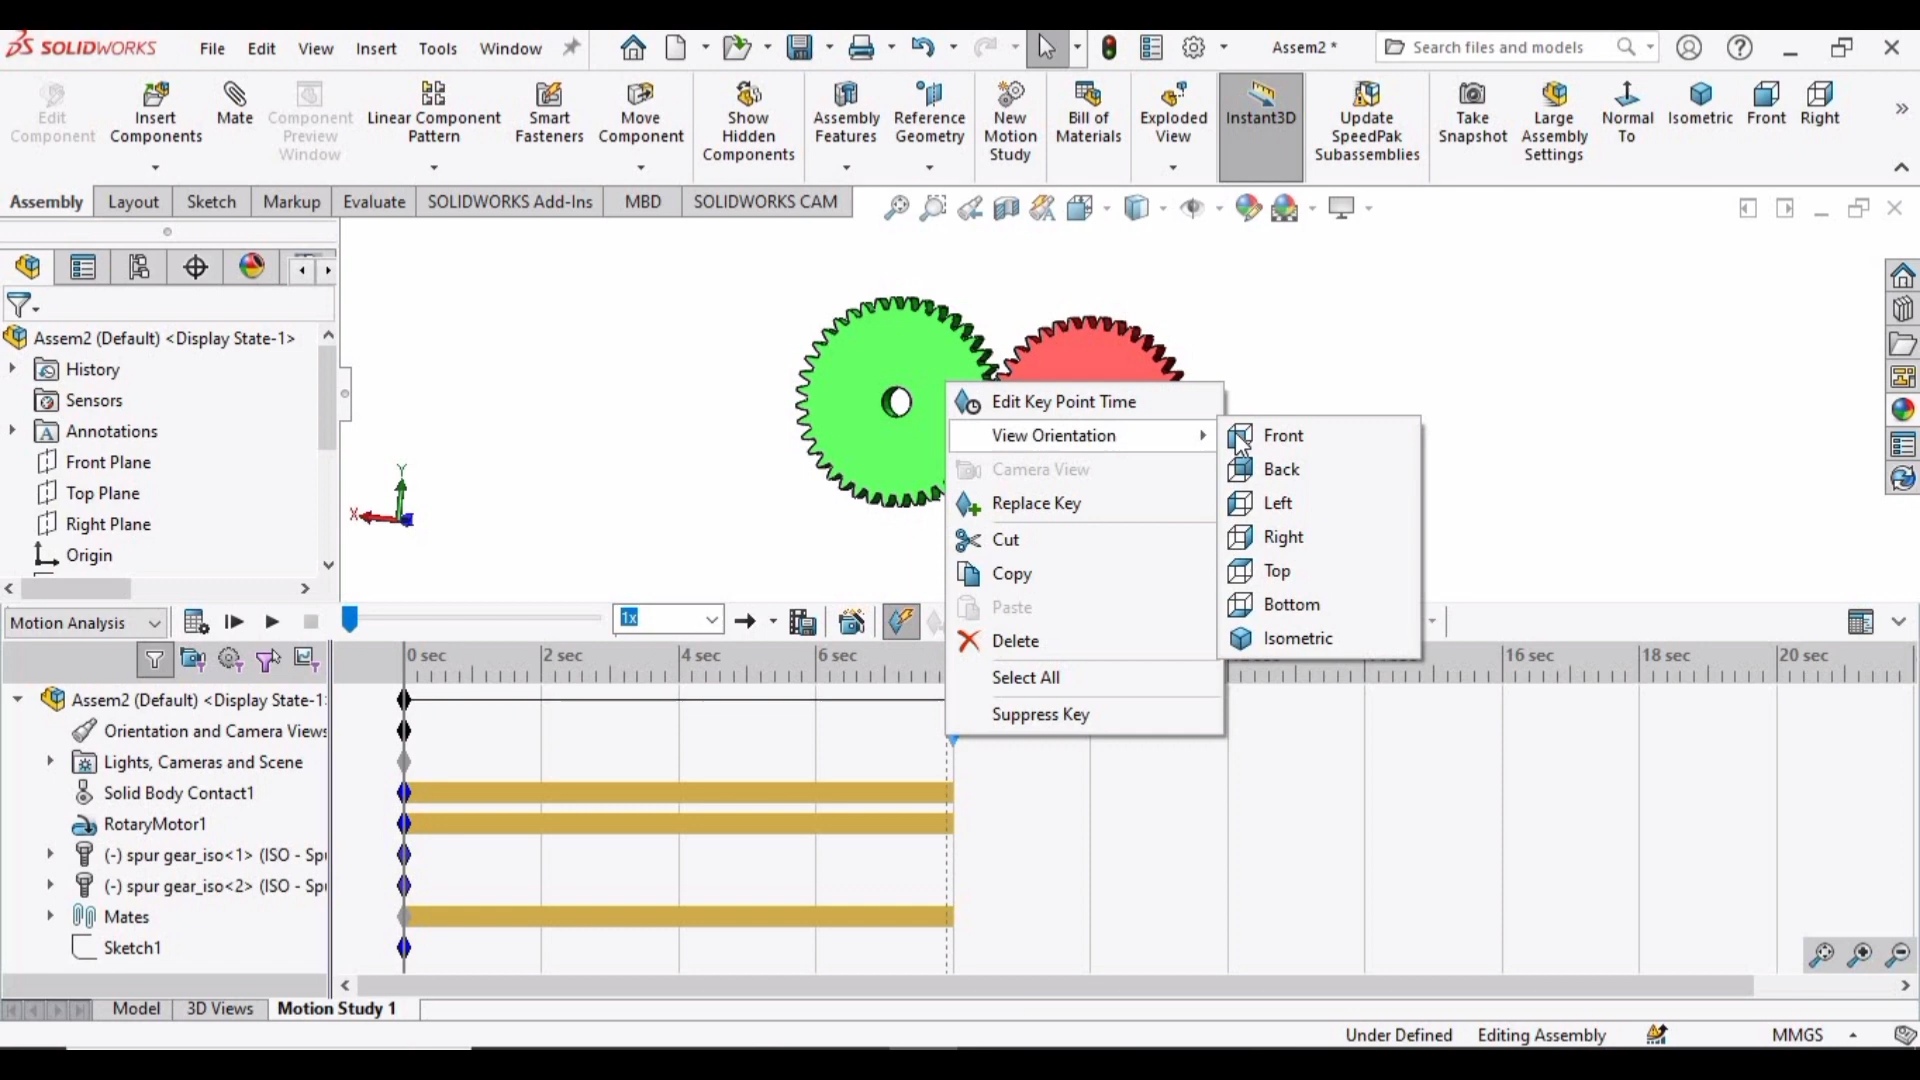 SOLIDWORKS File Edit View Insert Tools Window Assem2 * Search files and models
Edit Component
Insert Components
Mate
Component Preview Window
Linear Component Pattern
Smart Fasteners
Move Component
Show Hidden Components
Assembly Features
Reference Geometry
New Motion Study
Bill of Materials
Exploded View
Instant3D
Update SpeedPak Subassemblies
Take Snapshot
Large Assembly Settings
Normal To
Isometric
Front
Right
Assembly Layout Sketch Markup Evaluate SOLIDWORKS Add-Ins MBD SOLIDWORKS CAM
Assem2 (Default) <Display State-1>
History
Sensors
A Annotations
Front Plane
Top Plane
Right Plane
Origin
Y
X
Edit Key Point Time
View Orientation
Camera View
Replace Key
Cut
Copy
Paste
Delete
Select All
Suppress Key
Front
Back
Left
Right
Top
Bottom
Isometric
Motion Analysis 1x
0 sec 2 sec 4 sec 6 sec 16 sec 18 sec 20 sec
Assem2 (Default) <Display State-1
Orientation and Camera Views
Lights, Cameras and Scene
Solid Body Contact1
RotaryMotor1
(-) spur gear_iso<1> (ISO - Spu
(-) spur gear_iso<2> (ISO - Spu
Mates
Sketch1
Model 3D Views Motion Study 1
Under Defined Editing Assembly MMGS